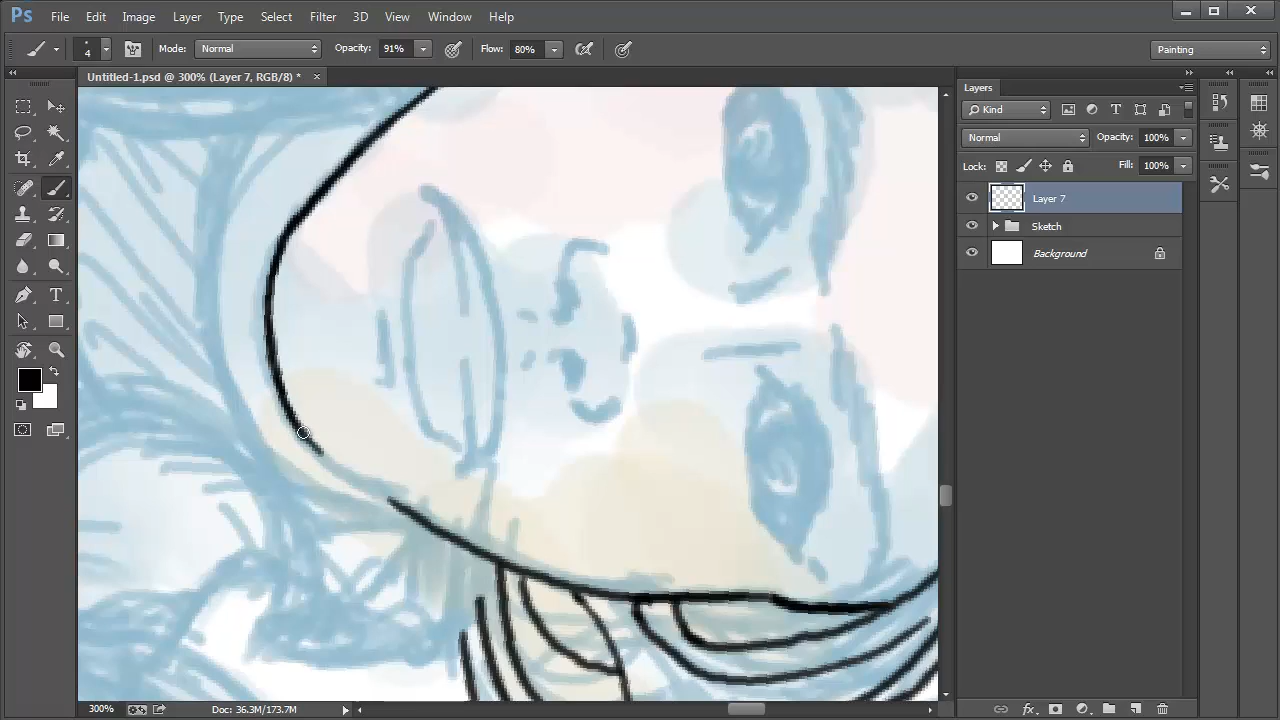 Ps File Edit Image Layer Type Select Filter 3D View Window Help
4 Mode: Normal Opacity: 91% Flow: 80% Painting
Untitled-1.psd @ 300% (Layer 7, RGB/8) *
Layers
Kind
Normal Opacity: 100%
Lock: Fill: 100%
Layer 7
Sketch
Background
T
300% Doc: 36.3M/173.7M
fx